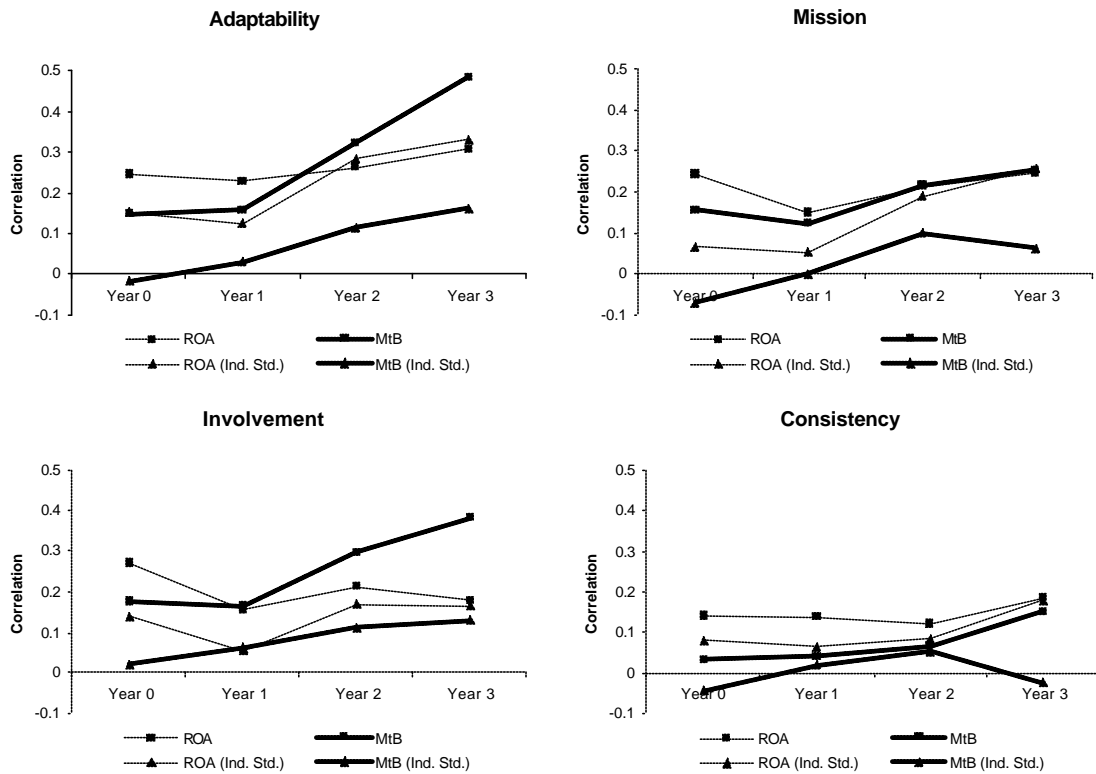 Adaptability
0.5
0.4
0.3
0.2
0.1
0
-0.1
Correlation
Year 0 Year 1 Year 2 Year 3
ROA MtB
ROA (Ind. Std.) MtB (Ind. Std.)
Mission
0.5
0.4
0.3
0.2
0.1
0
-0.1
Correlation
Year 0 Year 1 Year 2 Year 3
ROA MtB
ROA (Ind. Std.) MtB (Ind. Std.)
Involvement
0.5
0.4
0.3
0.2
0.1
0
-0.1
Correlation
Year 0 Year 1 Year 2 Year 3
ROA MtB
ROA (Ind. Std.) MtB (Ind. Std.)
Consistency
0.5
0.4
0.3
0.2
0.1
0
-0.1
Correlation
Year 0 Year 1 Year 2 Year 3
ROA MtB
ROA (Ind. Std.) MtB (Ind. Std.)